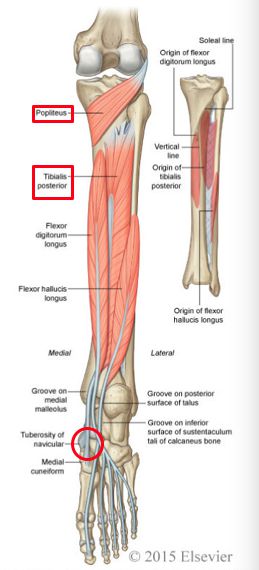 Soleal line
Origin of flexor
digitorum longus
Popliteus
Vertical
line
Origin of
tibialis
posterior
Tibialis
posterior
Flexor
digitorum
longus
Flexor hallucis
longus
Origin of flexor
hallucis longus
Medial
Lateral
Groove on
medial
malleolus
Groove on posterior
surface of talus
Tuberosity of
navicular
Groove on inferior
surface of sustentaculum
tali of calcaneus bone
Medial
cuneiform
© 2015 Elsevier